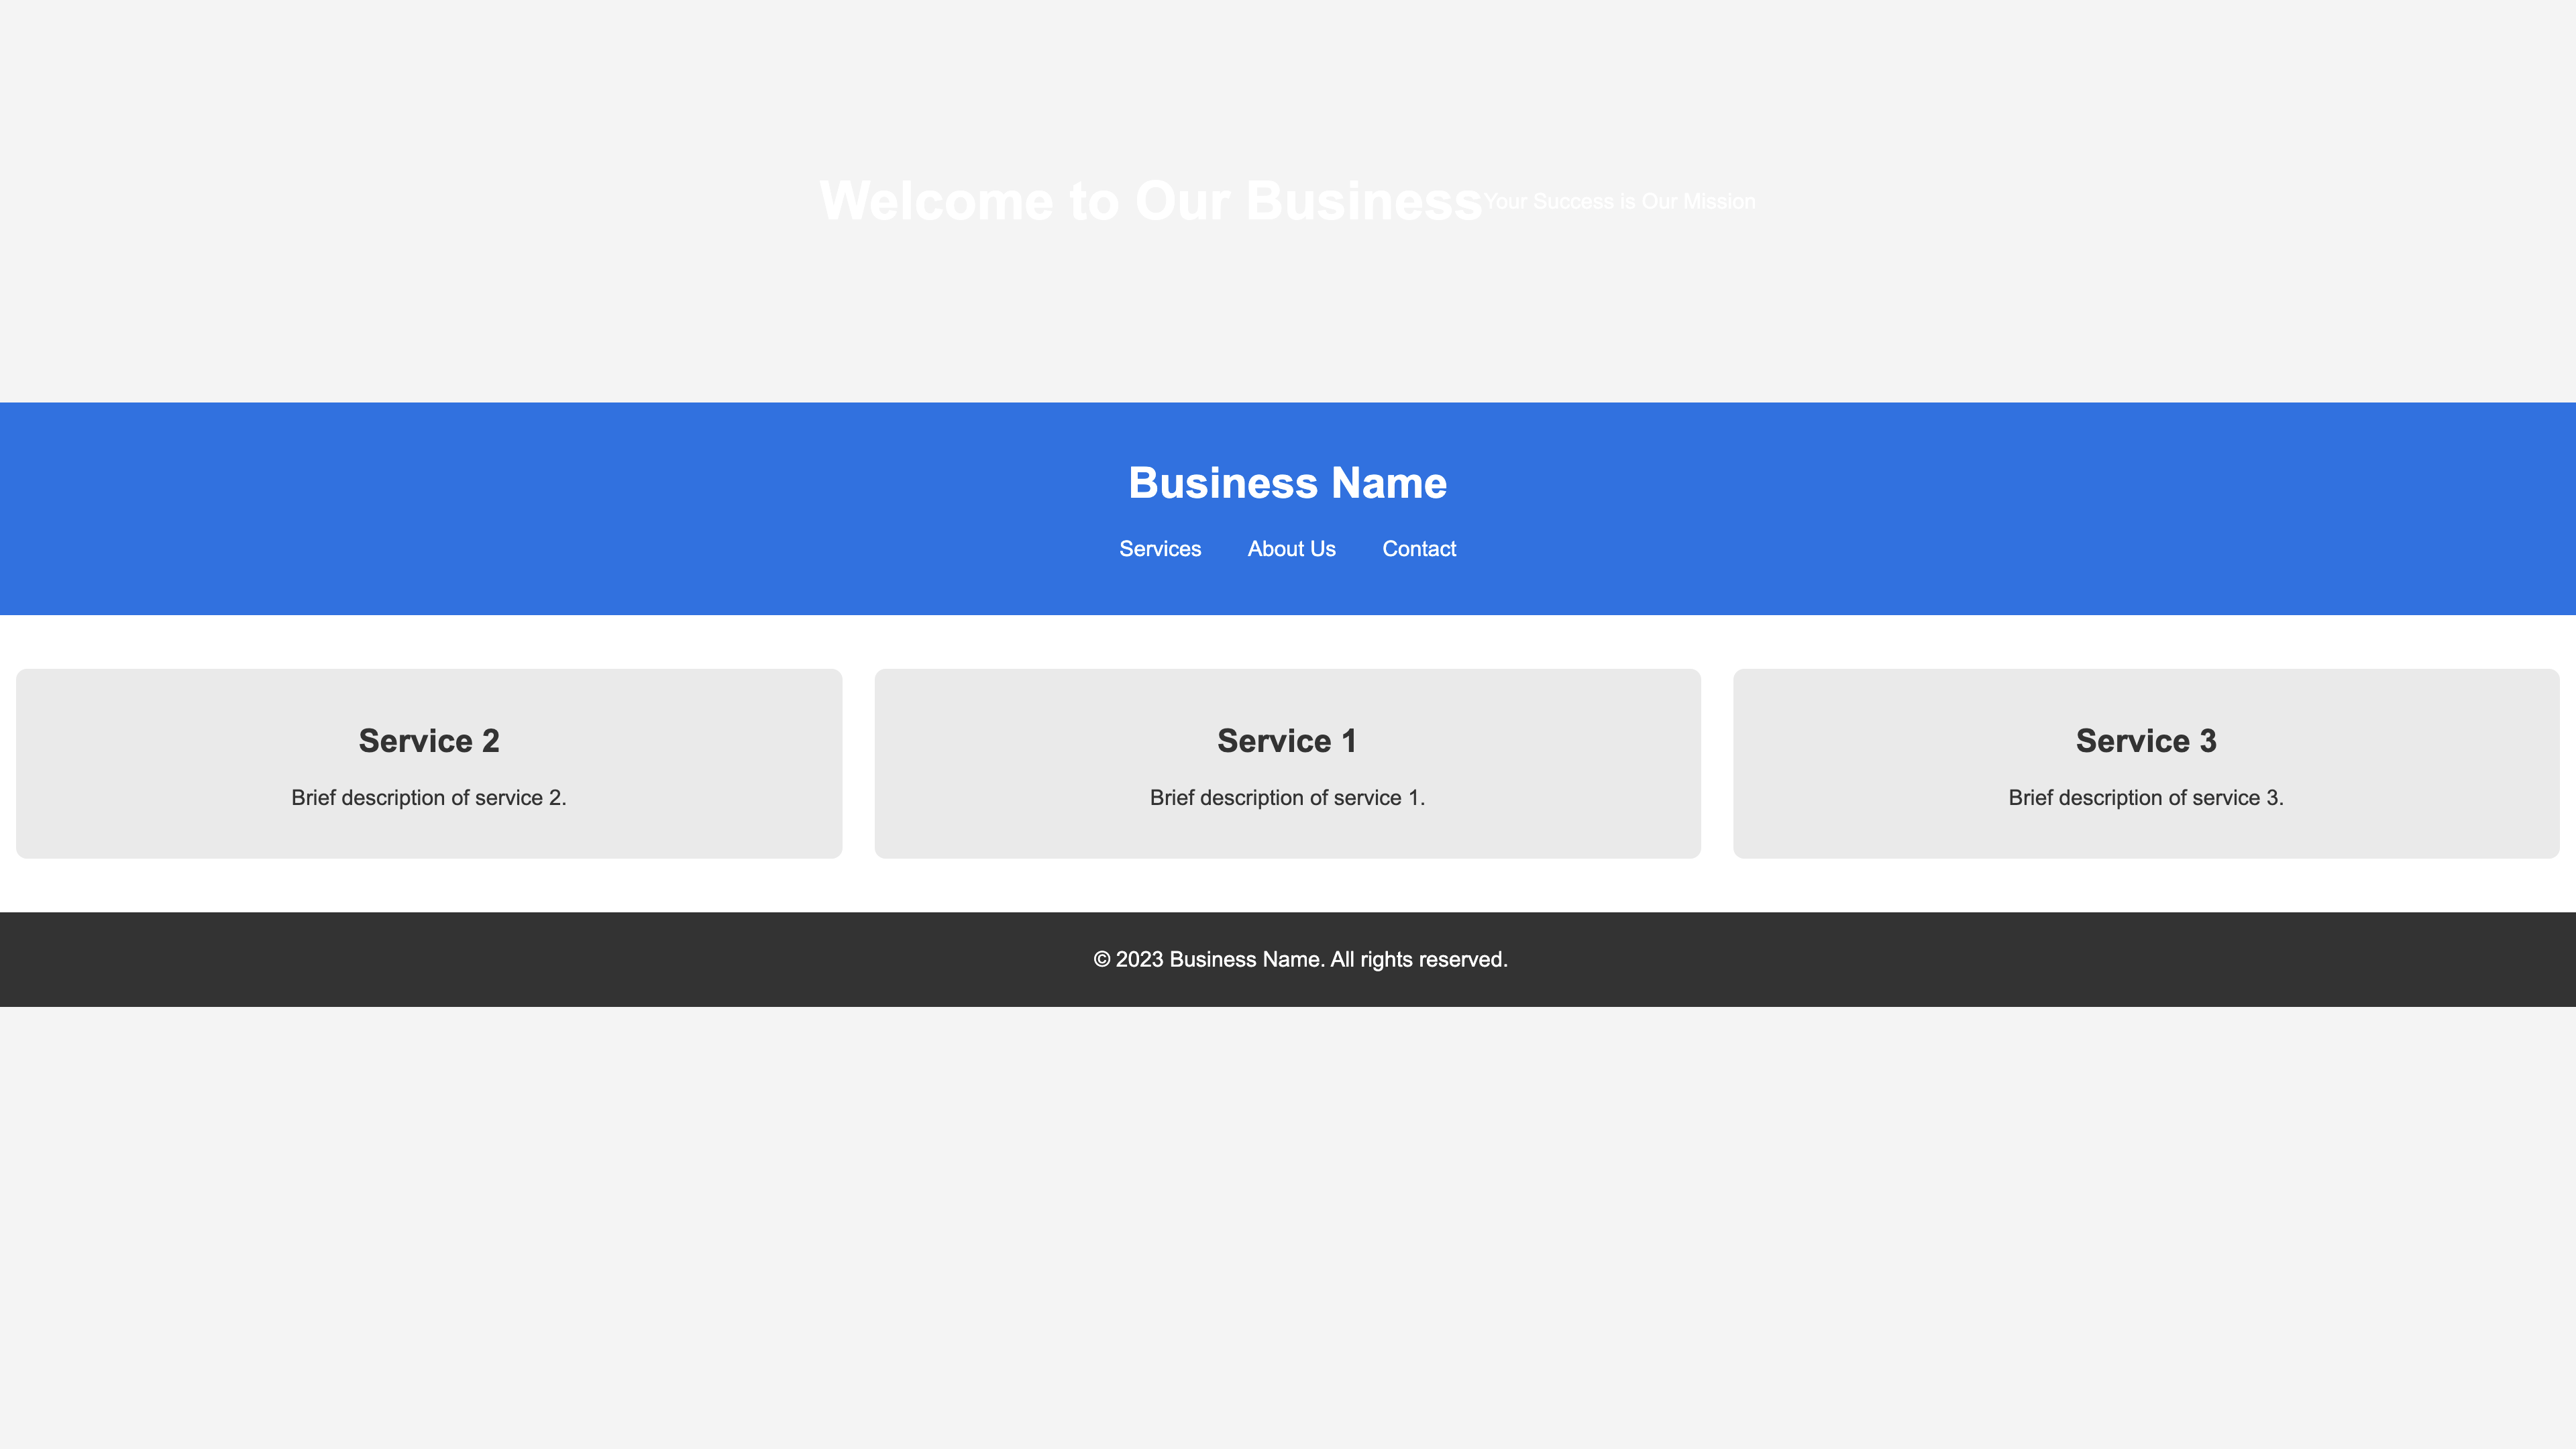 Welcome to Our Business Your Success is Our Mission
Business Name
Services About Us Contact
Service 2
Brief description of service 2.
Service 1
Brief description of service 1.
Service 3
Brief description of service 3.
© 2023 Business Name. All rights reserved.